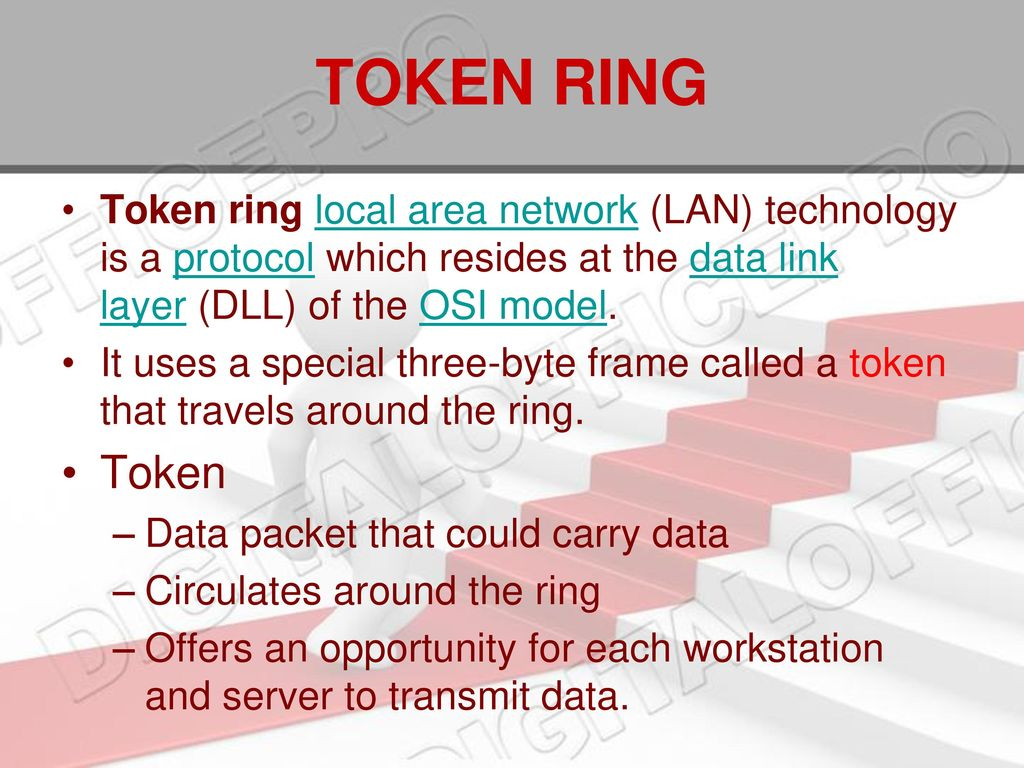 TOKEN RING
• Token ring local area network (LAN) technology
is a protocol which resides at the data link
layer (DLL) of the OSI model.
• It uses a special three-byte frame called a token
that travels around the ring.
• Token
– Data packet that could carry data
– Circulates around the ring
– Offers an opportunity for each workstation
and server to transmit data.
DIGITALOFFICEPRO